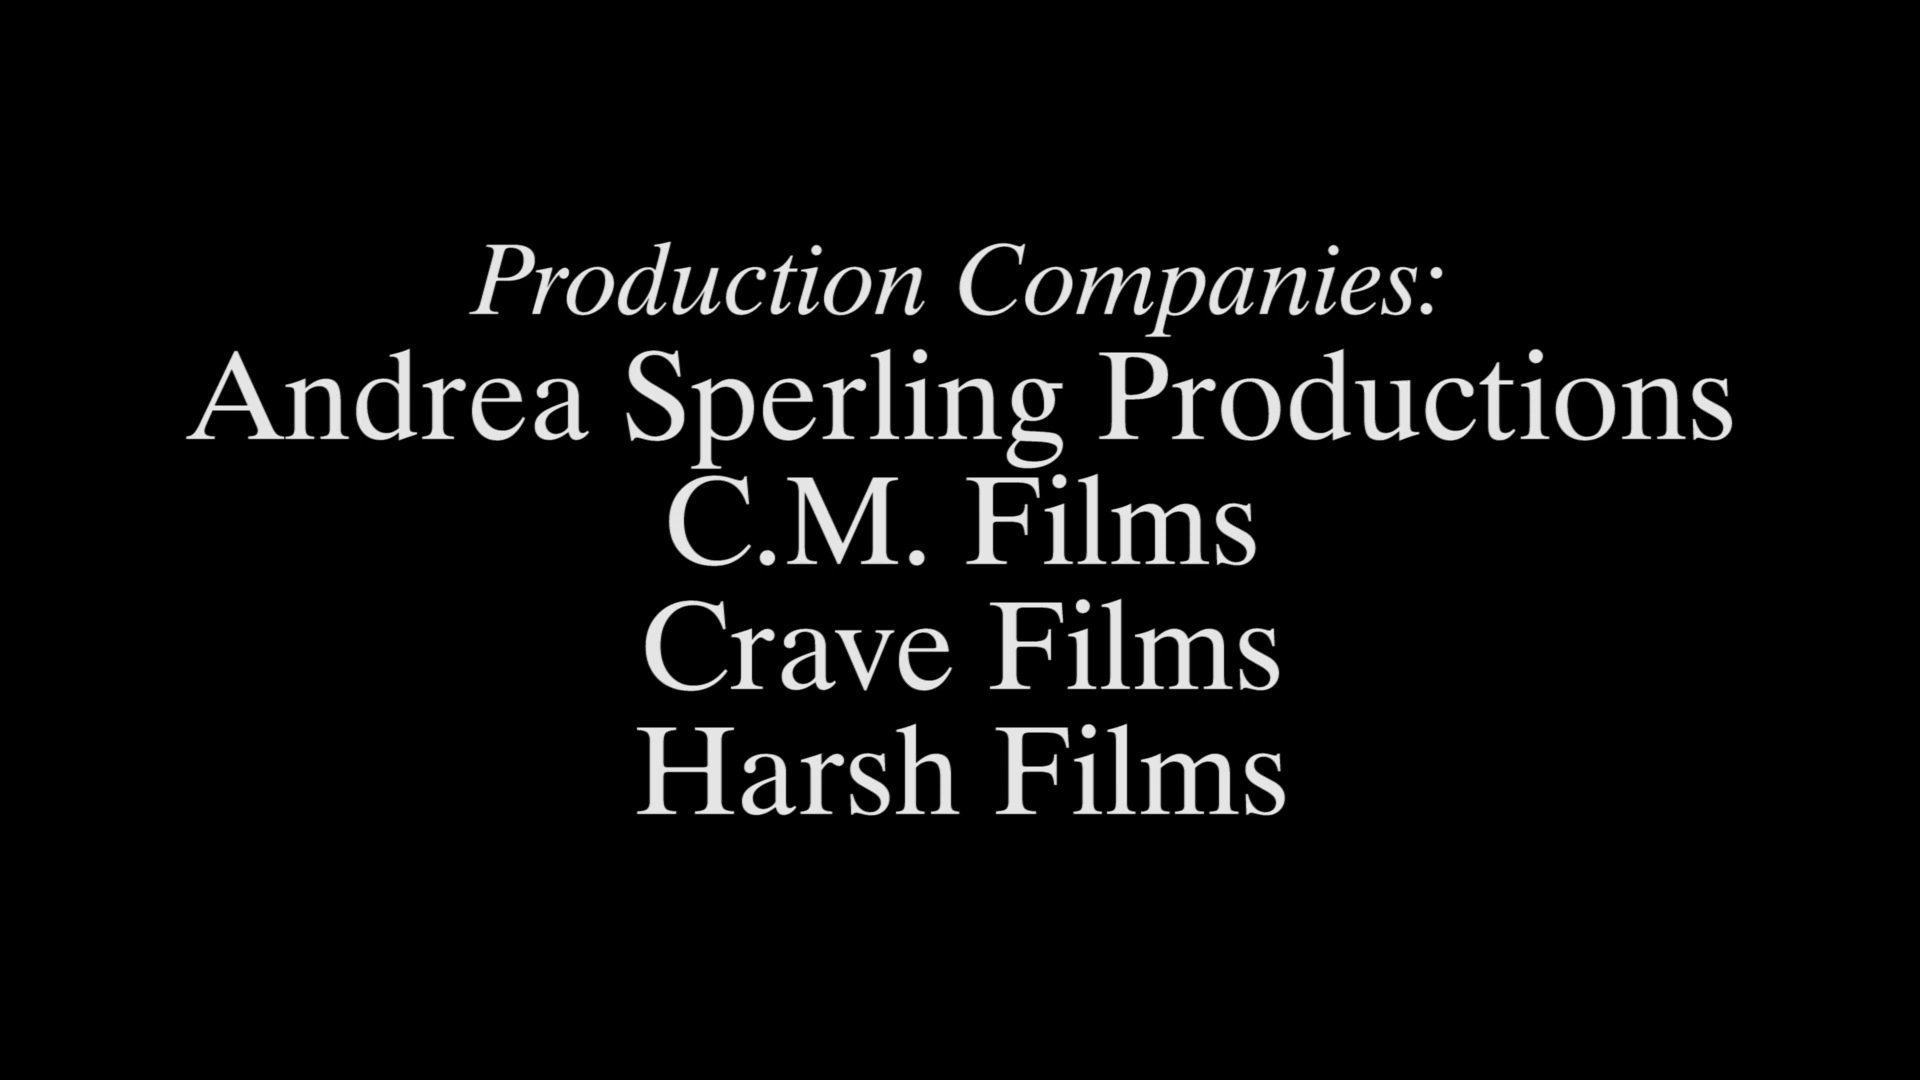 Production Companies:
Andrea Sperling Productions
C.M. Films
Crave Films
Harsh Films